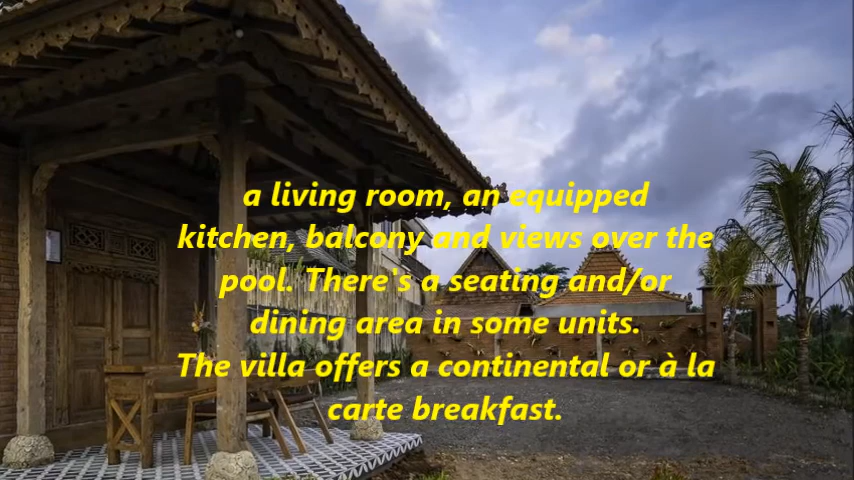 a living room, an equipped
kitchen, balcony and views over the
pool. There's a seating and/or
dining area in some units.
The villa offers a continental or à la
carte breakfast.